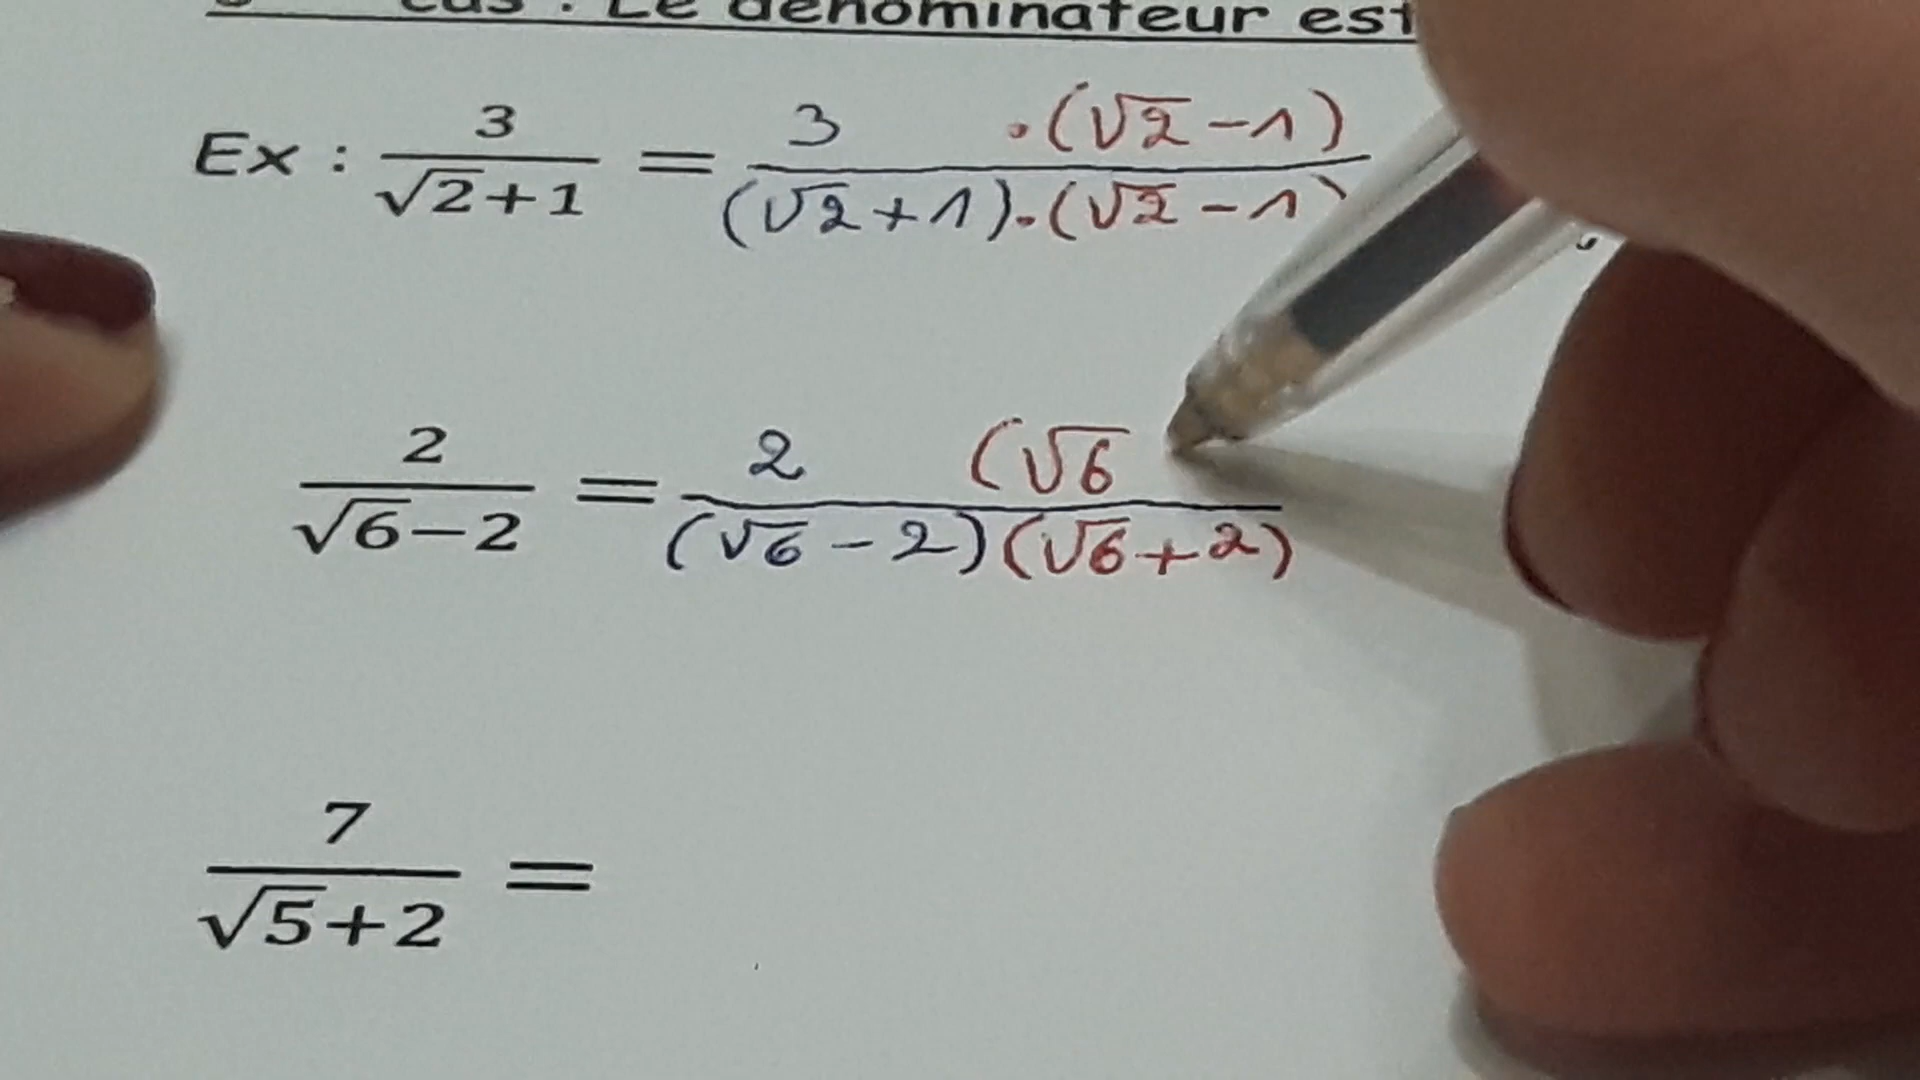 cas : Le dénominateur est
Ex : 3/(√2+1) = 3 · (√2 - 1) / (√2 + 1) · (√2 - 1)
2/(√6-2) = 2 (√6 / (√6 - 2)(√6 + 2)
7/(√5+2) =